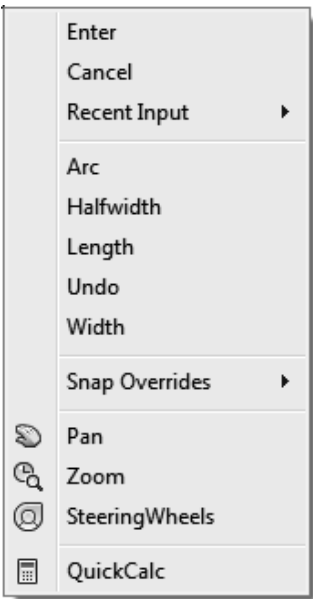 Enter
Cancel
Recent Input
Arc
Halfwidth
Length
Undo
Width
Snap Overrides
Pan
Zoom
SteeringWheels
QuickCalc